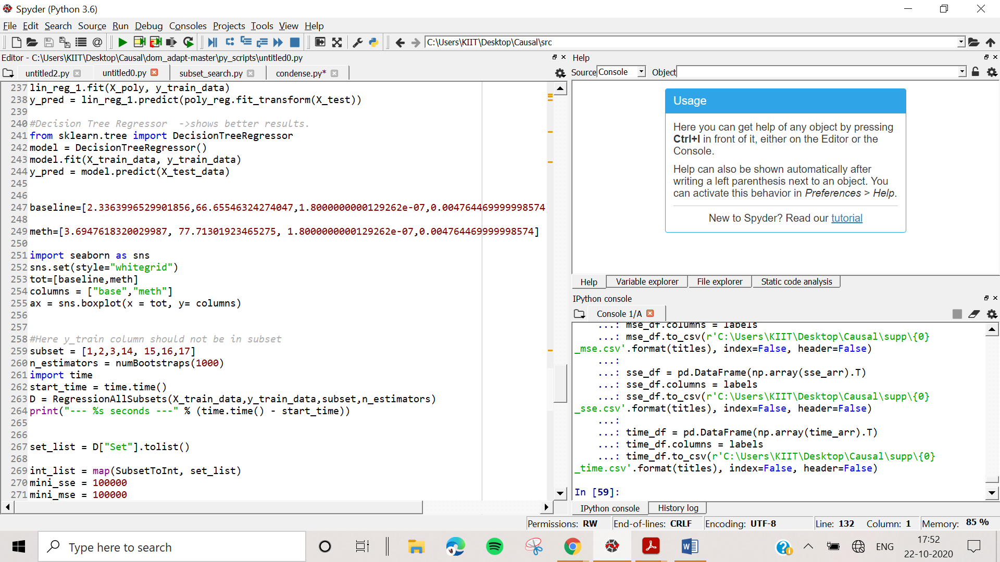 Spyder (Python 3.6)
File Edit Search Source Run Debug Consoles Projects Tools View Help
C:\Users\KIIT\Desktop\Causal\src
Editor - C:\Users\KIIT\Desktop\Causal\dom_adapt-master\py_scripts\untitled0.py
untitled2.py untitled0.py subset_search.py condense.py*
237 lin_reg_1.fit(X_poly, y_train_data)
238 y_pred = lin_reg_1.predict(poly_reg.fit_transform(X_test))
239
240 #Decision Tree Regressor  ->shows better results.
241 from sklearn.tree import DecisionTreeRegressor
242 model = DecisionTreeRegressor()
243 model.fit(X_train_data, y_train_data)
244 y_pred = model.predict(X_test_data)
245
246
247 baseline=[2.3363996529901856,66.65546324274047,1.8000000000129262e-07,0.004764469999998574
248
249 meth=[3.6947618320029987, 77.71301923465275, 1.8000000000129262e-07,0.004764469999998574]
250
251 import seaborn as sns
252 sns.set(style="whitegrid")
253 tot=[baseline,meth]
254 columns = ["base","meth"]
255 ax = sns.boxplot(x = tot, y= columns)
256
257
258 #Here y_train column should not be in subset
259 subset = [1,2,3,14, 15,16,17]
260 n_estimators = numBootstraps(1000)
261 import time
262 start_time = time.time()
263 D = RegressionAllSubsets(X_train_data,y_train_data,subset,n_estimators)
264 print("--- %s seconds ---" % (time.time() - start_time))
265
266
267 set_list = D["Set"].tolist()
268
269 int_list = map(SubsetToInt, set_list)
270 mini_sse = 100000
271 mini_mse = 100000
Help
Source Console Object
Usage
Here you can get help of any object by pressing
Ctrl+I in front of it, either on the Editor or the
Console.
Help can also be shown automatically after
writing a left parenthesis next to an object. You
can activate this behavior in Preferences > Help.
New to Spyder? Read our tutorial
Help Variable explorer File explorer Static code analysis
IPython console
Console 1/A
...: mse_df.columns = labels
...: mse_df.to_csv(r'C:\Users\KIIT\Desktop\Causal\supp\{0}
_mse.csv'.format(titles), index=False, header=False)
...:
...: sse_df = pd.DataFrame(np.array(sse_arr).T)
...: sse_df.columns = labels
...: sse_df.to_csv(r'C:\Users\KIIT\Desktop\Causal\supp\{0}
_sse.csv'.format(titles), index=False, header=False)
...:
...: time_df = pd.DataFrame(np.array(time_arr).T)
...: time_df.columns = labels
...: time_df.to_csv(r'C:\Users\KIIT\Desktop\Causal\supp\{0}
_time.csv'.format(titles), index=False, header=False)
In [59]:
IPython console History log
Permissions: RW End-of-lines: CRLF Encoding: UTF-8 Line: 132 Column: 1 Memory: 85 %
Type here to search
ENG
17:52
22-10-2020